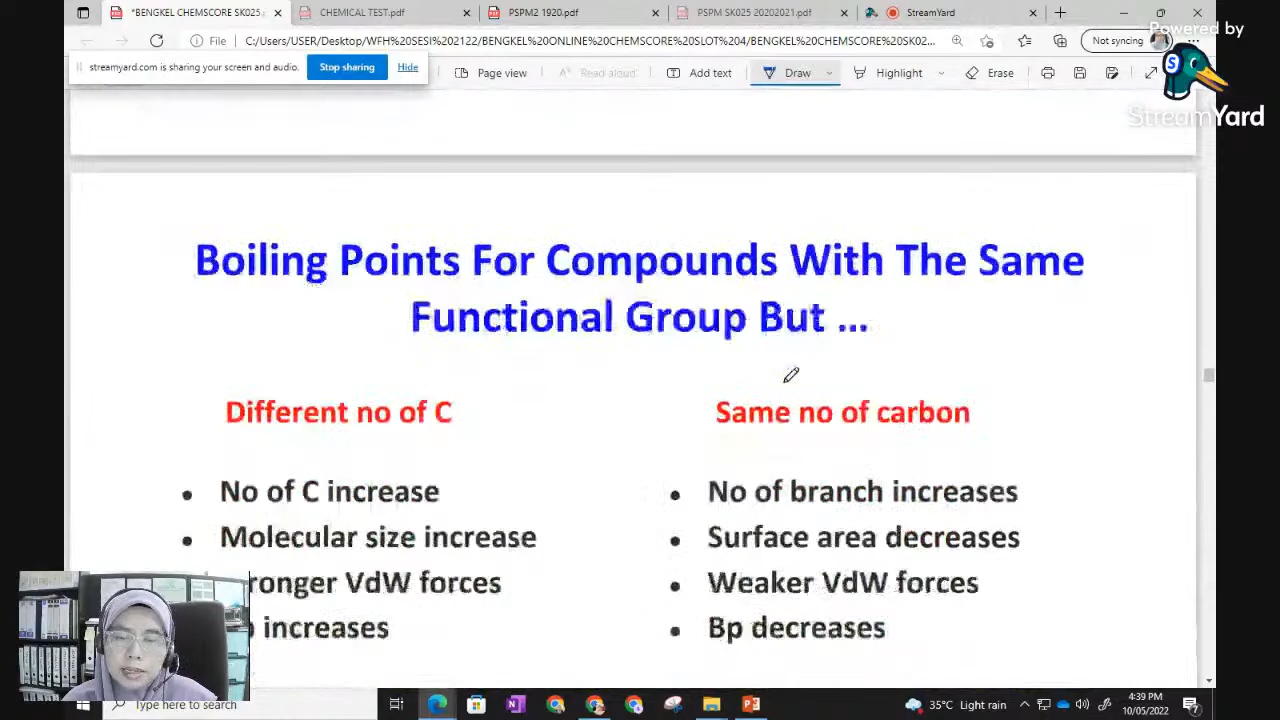 *BENGKEL CHEMSCORE SK025.
CHEMICAL TEST.pdf
PSPM2 1920.pdf
PSPM SK025 20202021.pdf
StreamYard
Powered by
StreamYard
File
C:/Users/USER/Desktop/WFH%20SESI%202122/BENGKEL%20ONLINE%20CHEMSCORE%20SLOT%204/BENGKEL%20CHEMSCORE%20SK02...
Not syncing
streamyard.com is sharing your screen and audio.
Stop sharing
Hide
Page view
Read aloud
Add text
Draw
Highlight
Erase
Boiling Points For Compounds With The Same
Functional Group But ...
Different no of C
• No of C increase
• Molecular size increase
ronger VdW forces
increases
Same no of carbon
• No of branch increases
• Surface area decreases
• Weaker VdW forces
• Bp decreases
Type here to search
35°C Light rain
4:39 PM
10/05/2022